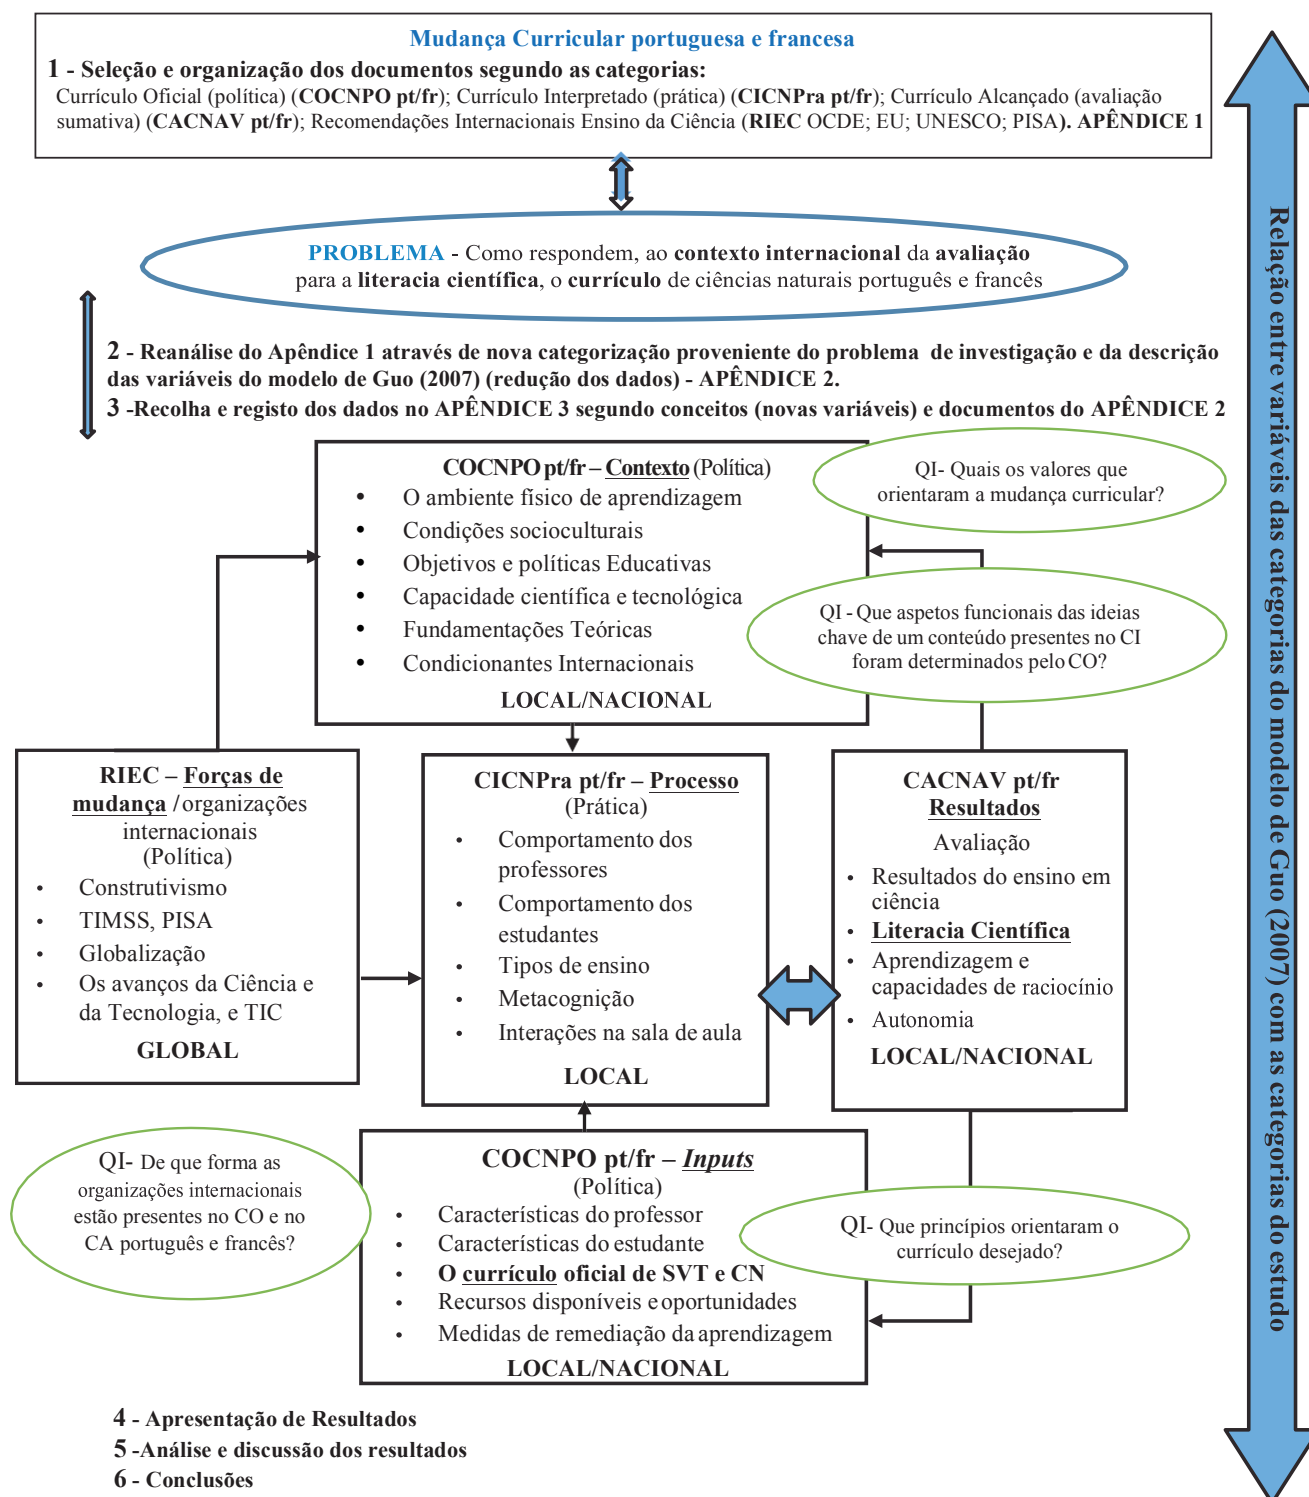 Mudança Curricular portuguesa e francesa
1 - Seleção e organização dos documentos segundo as categorias:
Currículo Oficial (política) (COCNPO pt/fr); Currículo Interpretado (prática) (CICNPra pt/fr); Currículo Alcançado (avaliação
sumativa) (CACNAV pt/fr); Recomendações Internacionais Ensino da Ciência (RIEC OCDE; EU; UNESCO; PISA). APÊNDICE 1
PROBLEMA - Como respondem, ao contexto internacional da avaliação
para a literacia científica, o currículo de ciências naturais português e francês
2 - Reanálise do Apêndice 1 através de nova categorização proveniente do problema de investigação e da descrição
das variáveis do modelo de Guo (2007) (redução dos dados) - APÊNDICE 2.
3 -Recolha e registo dos dados no APÊNDICE 3 segundo conceitos (novas variáveis) e documentos do APÊNDICE 2
COCNPO pt/fr – Contexto (Política)
• O ambiente físico de aprendizagem
• Condições socioculturais
• Objetivos e políticas Educativas
• Capacidade científica e tecnológica
• Fundamentações Teóricas
• Condicionantes Internacionais
LOCAL/NACIONAL
QI- Quais os valores que
orientaram a mudança curricular?
QI - Que aspetos funcionais das ideias
chave de um conteúdo presentes no CI
foram determinados pelo CO?
RIEC – Forças de
mudança / organizações
internacionais
(Política)
• Construtivismo
• TIMSS, PISA
• Globalização
• Os avanços da Ciência e
da Tecnologia, e TIC
GLOBAL
CICNPra pt/fr – Processo
(Prática)
• Comportamento dos
professores
• Comportamento dos
estudantes
• Tipos de ensino
• Metacognição
• Interações na sala de aula
LOCAL
CACNAV pt/fr
Resultados
Avaliação
• Resultados do ensino em
ciência
• Literacia Científica
• Aprendizagem e
capacidades de raciocínio
• Autonomia
LOCAL/NACIONAL
QI- De que forma as
organizações internacionais
estão presentes no CO e no
CA português e francês?
COCNPO pt/fr – Inputs
(Política)
• Características do professor
• Características do estudante
• O currículo oficial de SVT e CN
• Recursos disponíveis e oportunidades
• Medidas de remediação da aprendizagem
LOCAL/NACIONAL
QI- Que princípios orientaram o
currículo desejado?
4 - Apresentação de Resultados
5 -Análise e discussão dos resultados
6 - Conclusões
Relação entre variáveis das categorias do modelo de Guo (2007) com as categorias do estudo